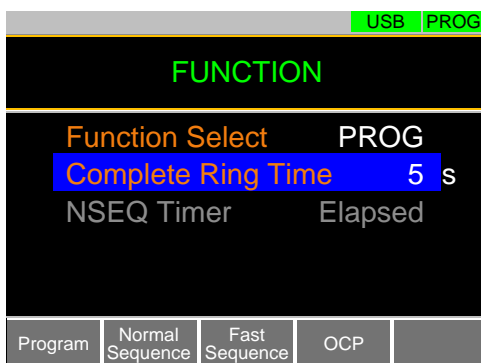 USB PROG
FUNCTION
Function Select PROG
Complete Ring Time 5 s
NSEQ Timer Elapsed
Program Normal Sequence Fast Sequence OCP